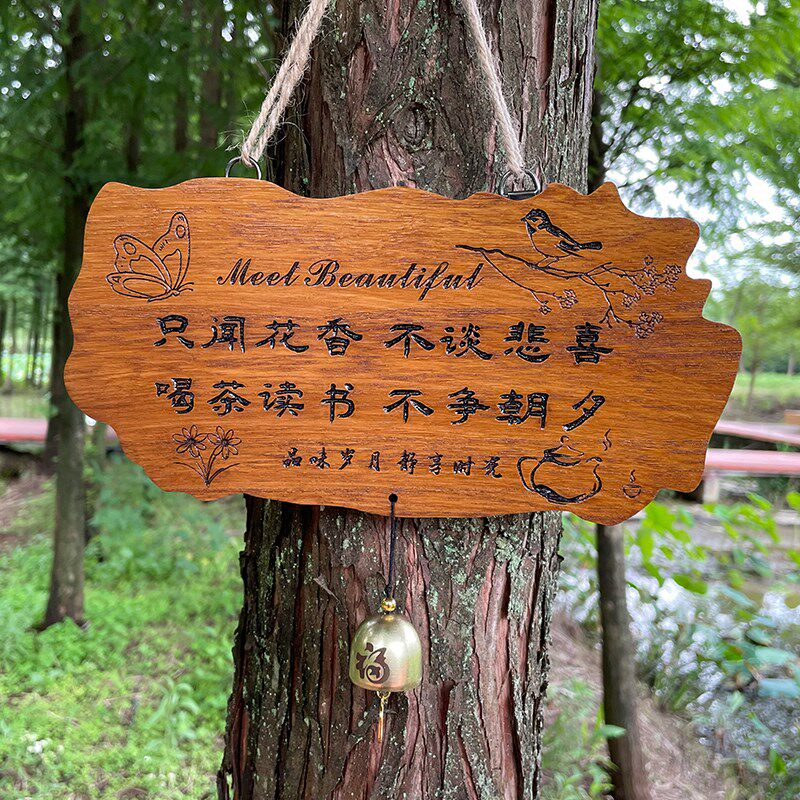 Meet Beautiful
只闻花香 不谈悲喜
喝茶读书 不争朝夕
品味岁月 静享时光
福